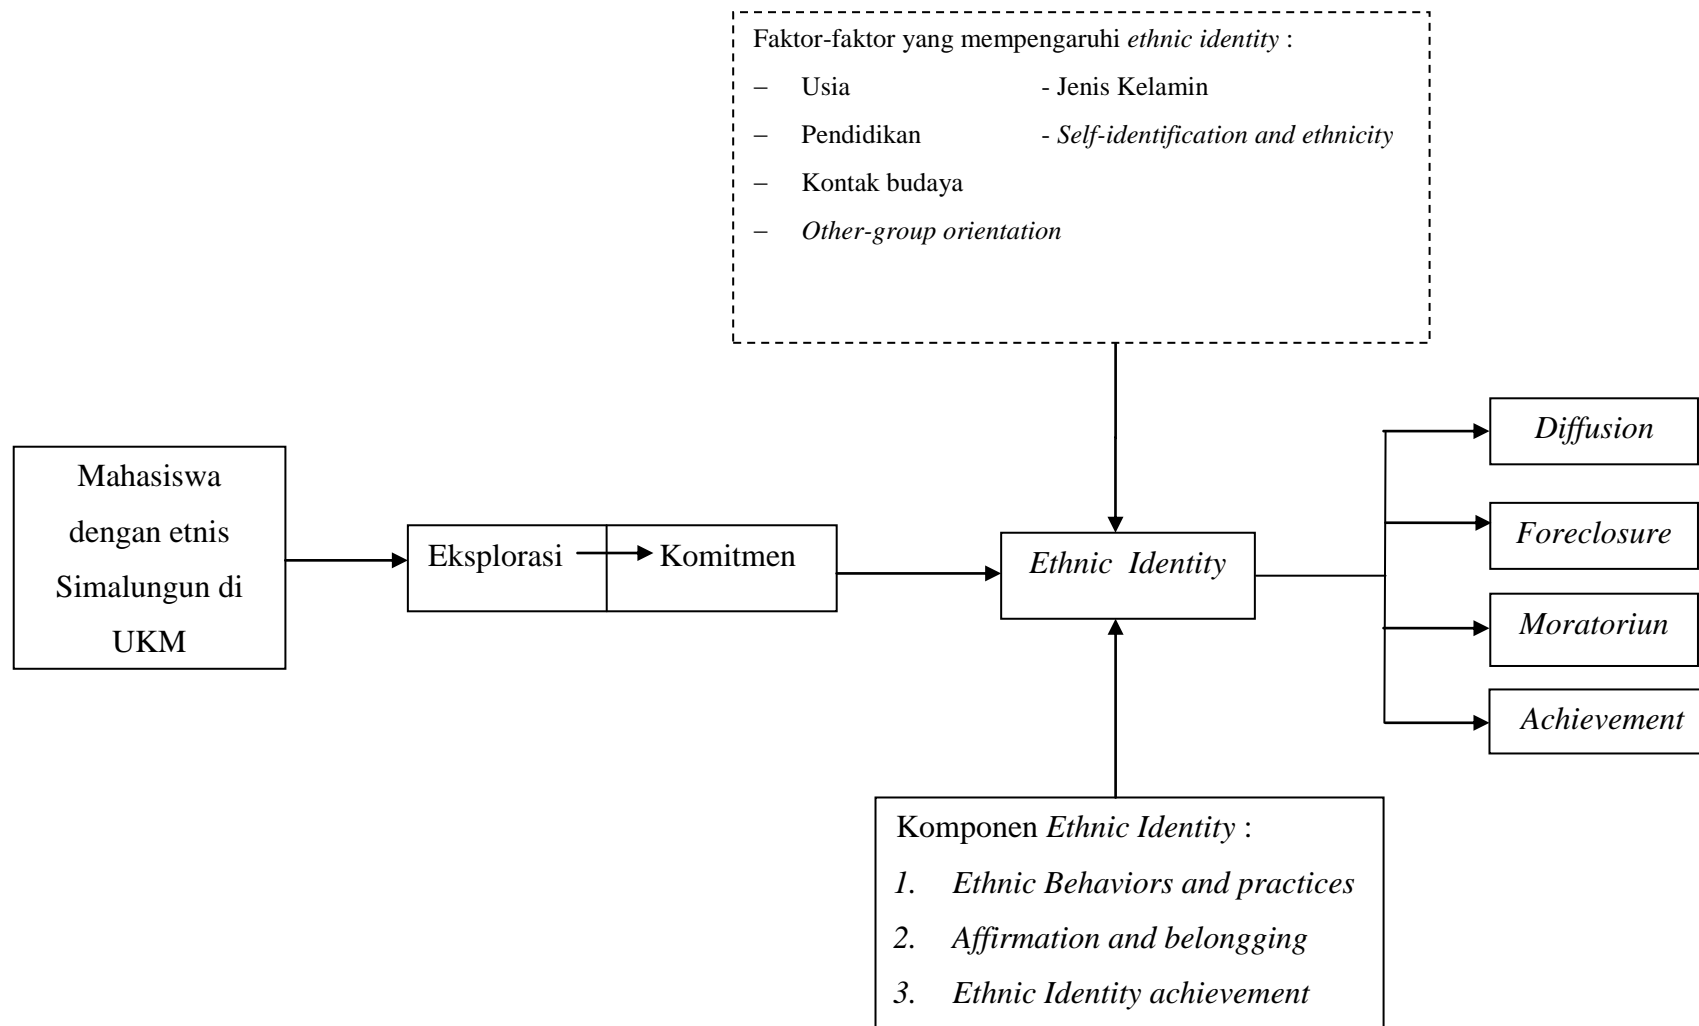 Faktor-faktor yang mempengaruhi ethnic identity :
– Usia - Jenis Kelamin
– Pendidikan - Self-identification and ethnicity
– Kontak budaya
– Other-group orientation
Mahasiswa
dengan etnis
Simalungun di
UKM
Eksplorasi Komitmen
Ethnic Identity
Diffusion
Foreclosure
Moratoriun
Achievement
Komponen Ethnic Identity :
1. Ethnic Behaviors and practices
2. Affirmation and belongging
3. Ethnic Identity achievement